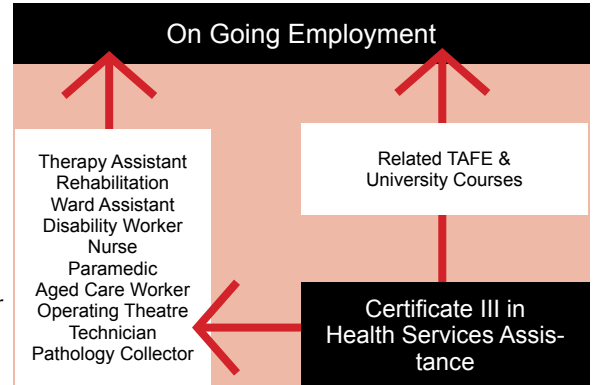 On Going Employment
Therapy Assistant
Rehabilitation
Ward Assistant
Disability Worker
Nurse
Paramedic
Aged Care Worker
Operating Theatre
Technician
Pathology Collector
Related TAFE &
University Courses
Certificate III in
Health Services Assis-
tance